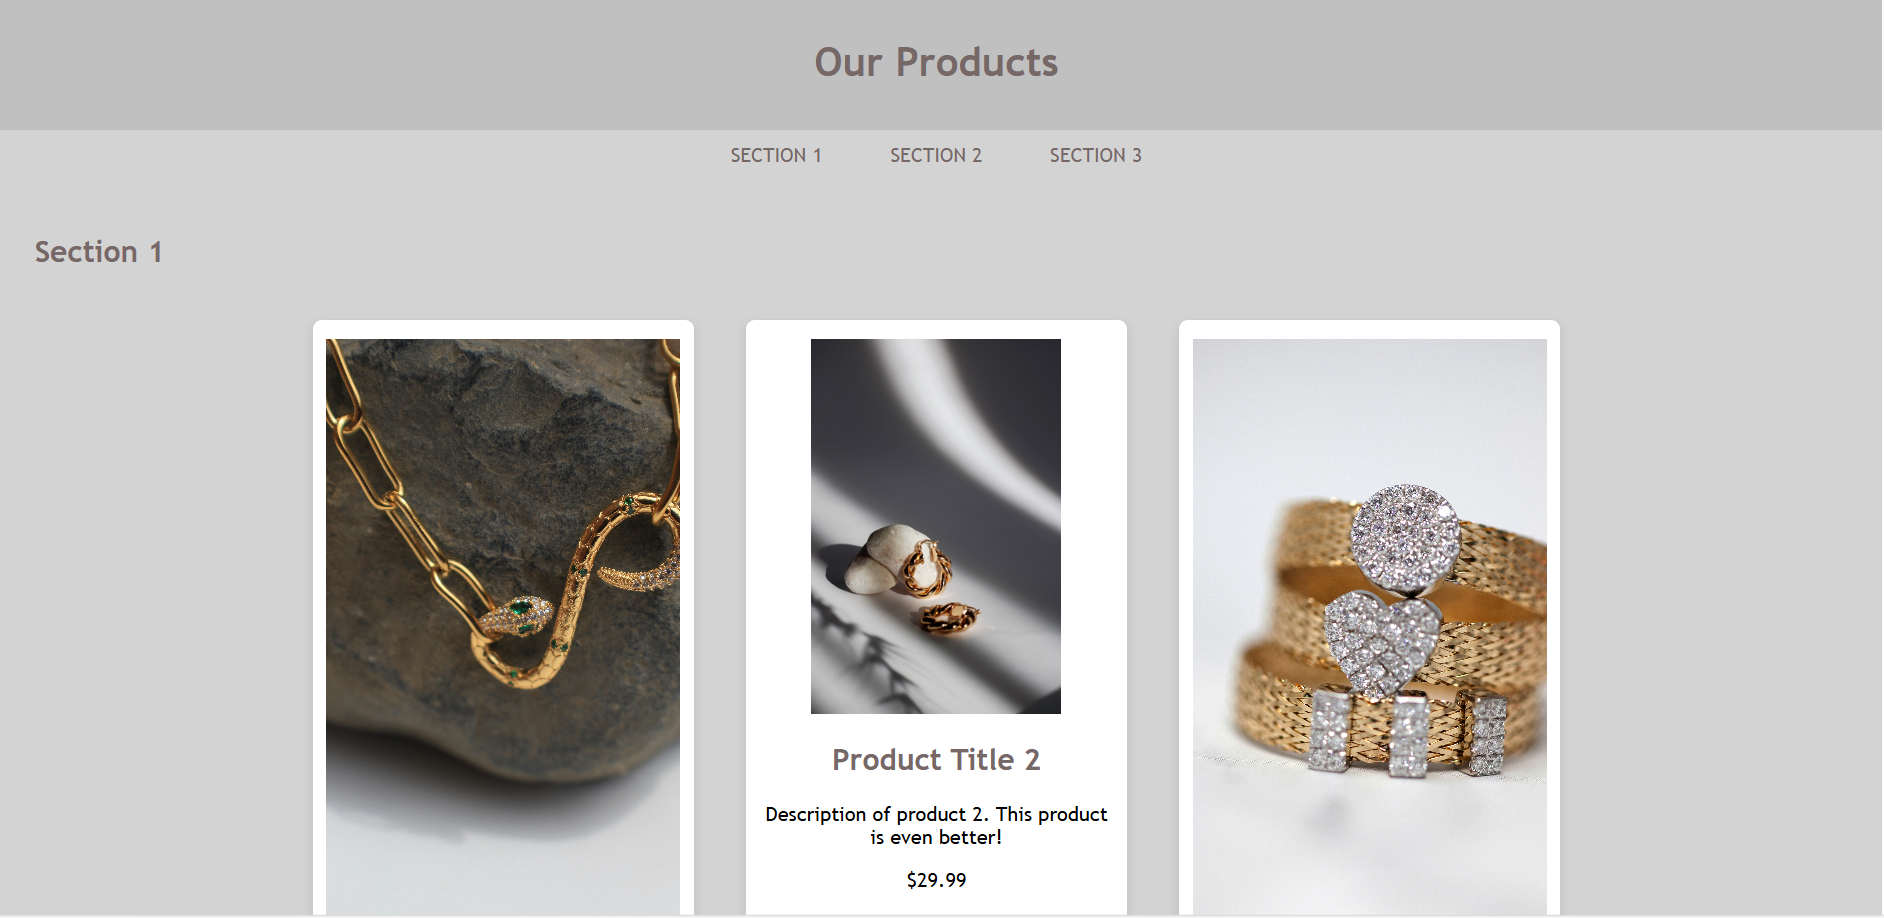 Our Products
SECTION 1 SECTION 2 SECTION 3
Section 1
Product Title 2
Description of product 2. This product
is even better!
$29.99